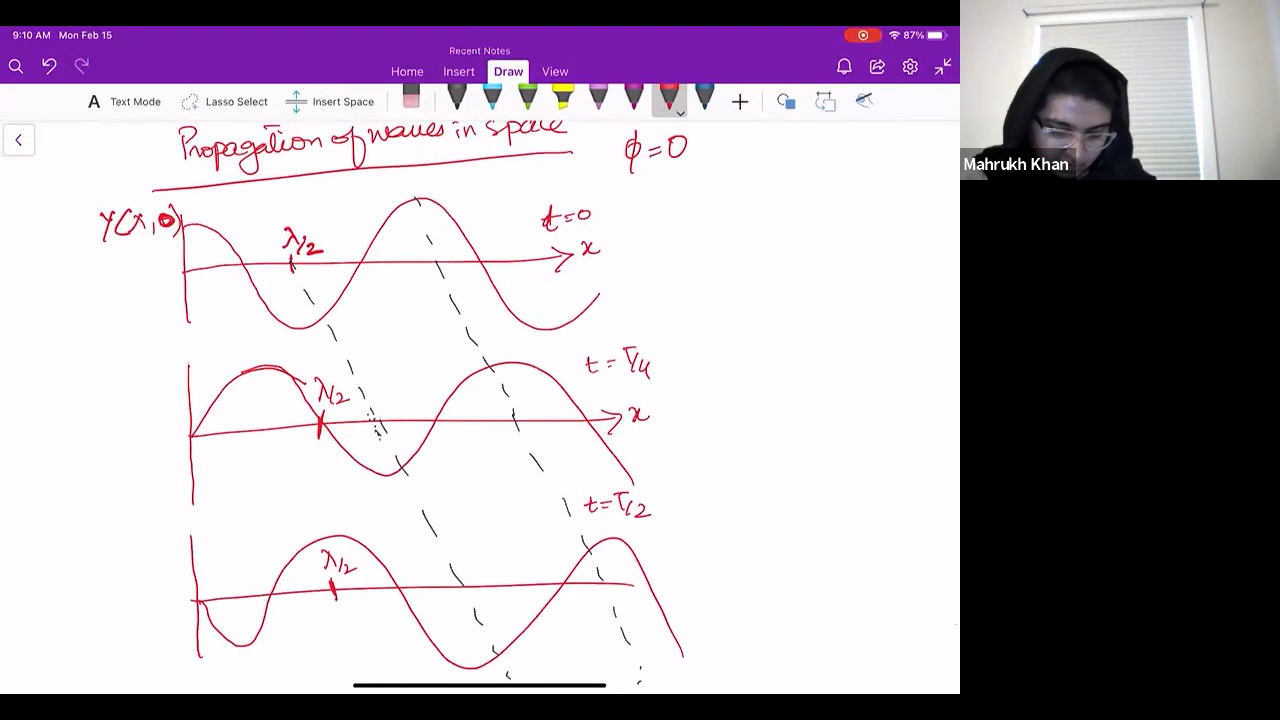 9:10 AM Mon Feb 15
87%
Recent Notes
Home Insert Draw View
Text Mode Lasso Select Insert Space
Propagation of waves in space
φ=0
Y(x,0)
t=0
λ/2
x
t=T/4
λ/2
x
t=T/2
λ/2
Mahrukh Khan